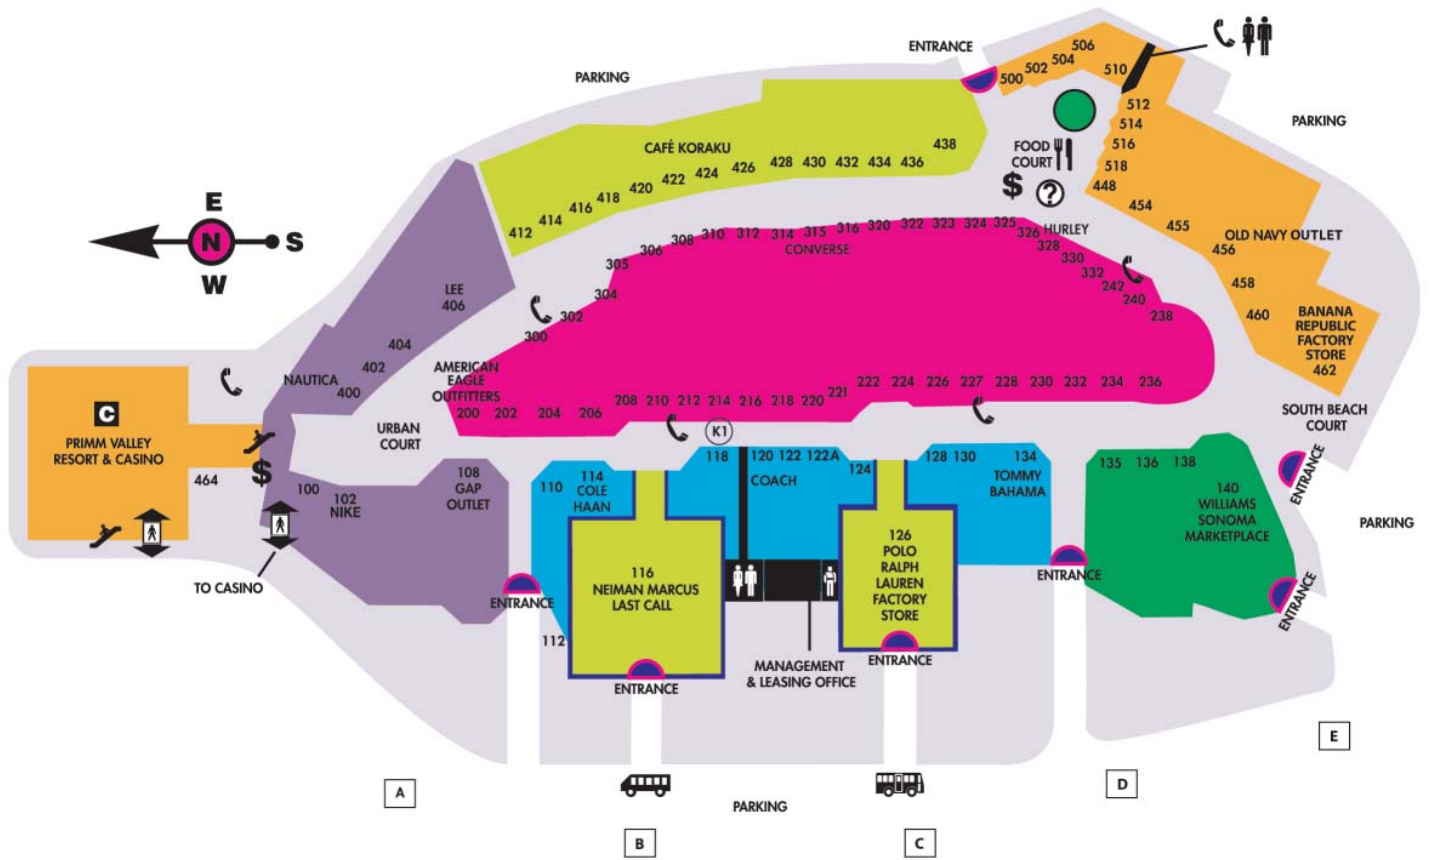 ENTRANCE
PARKING
506
504
502
500
510
512
514
516
518
PARKING
CAFÉ KORAKU
438
436
434
432
430
428
426
424
422
420
418
416
414
412
FOOD
COURT
$
?
448
454
455
456
OLD NAVY OUTLET
458
460
BANANA
REPUBLIC
FACTORY
STORE
462
E
N
S
W
LEE
406
404
402
400
NAUTICA
305
306
308
310
312
314
315
316
320
322
323
324
325
326
HURLEY
328
330
332
242
240
238
CONVERSE
304
302
300
AMERICAN
EAGLE
OUTFITTERS
200
202
204
206
208
210
212
214
216
218
220
221
222
224
226
227
228
230
232
234
236
K1
URBAN
COURT
SOUTH BEACH
COURT
C
PRIMM VALLEY
RESORT & CASINO
464
$
100
102
NIKE
108
GAP
OUTLET
110
114
COLE
HAAN
118
120
122
122A
COACH
124
128
130
134
TOMMY
BAHAMA
135
136
138
140
WILLIAMS
SONOMA
MARKETPLACE
ENTRANCE
PARKING
TO CASINO
ENTRANCE
112
116
NEIMAN MARCUS
LAST CALL
126
POLO
RALPH
LAUREN
FACTORY
STORE
ENTRANCE
ENTRANCE
ENTRANCE
MANAGEMENT
& LEASING OFFICE
ENTRANCE
E
A
D
PARKING
B
C